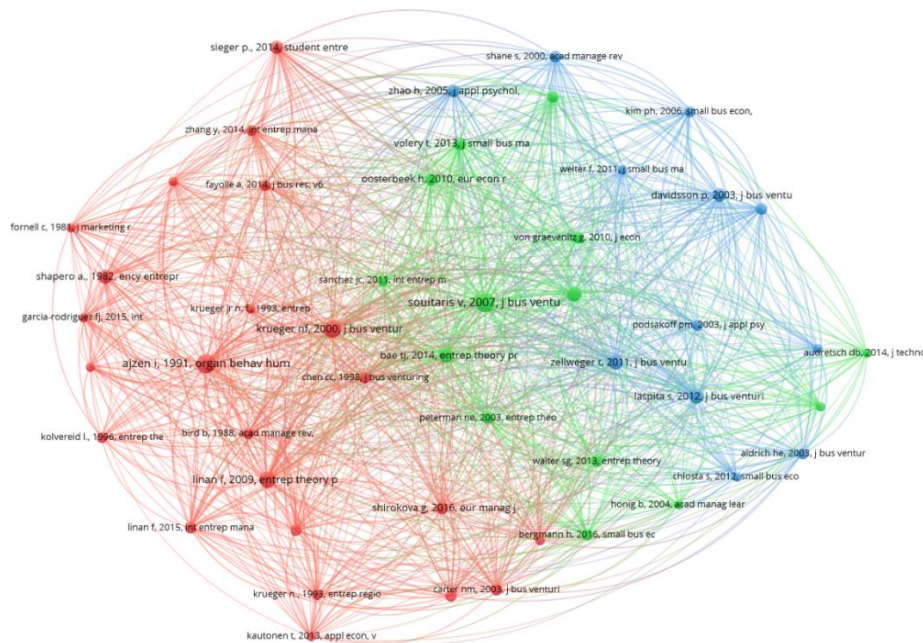 sieger p., 2014, student entre
shane s, 2000, acad manage rev
zhao h, 2005, j appl psychol,
kim ph, 2006, small bus econ,
zhang y, 2014, int entrep mana
volery t, 2013, j small bus ma
oosterbeek h, 2010, eur econ r
welter f, 2011, j small bus ma
fayolle a, 2014, j bus res, v6
davidsson p, 2003, j bus ventu
fornell c, 1981, j marketing r
von graevenitz g, 2010, j econ
shapero a., 1982, ency entrepr
sanchez jc, 2011, int entrep m
souitaris v, 2007, j bus ventu
garcia-rodriguez fj, 2015, int
krueger jr n, f, 1993, entrep
krueger nf, 2000, j bus ventur
podsakoff pm, 2003, j appl psy
bae tj, 2014, entrep theory pr
audretsch db, 2014, j techno
ajzen i, 1991, organ behav hum
zellweger t, 2011, j bus ventu
chen cc, 1998, j bus venturing
laspita s, 2012, j bus venturi
peterman ne, 2003, entrep theo
kolvereid l., 1996, entrep the
bird b, 1988, acad manage rev,
aldrich he, 2003, j bus ventur
walter sg, 2013, entrep theory
chlosta s, 2012, small bus eco
linan f, 2009, entrep theory p
honig b, 2004, acad manag lear
shirokova g, 2016, eur manag j
linan f, 2015, int entrep mana
bergmann h, 2016, small bus ec
carter nm, 2003, j bus venturi
krueger n., 1993, entrep regio
kautonen t, 2013, appl econ, v